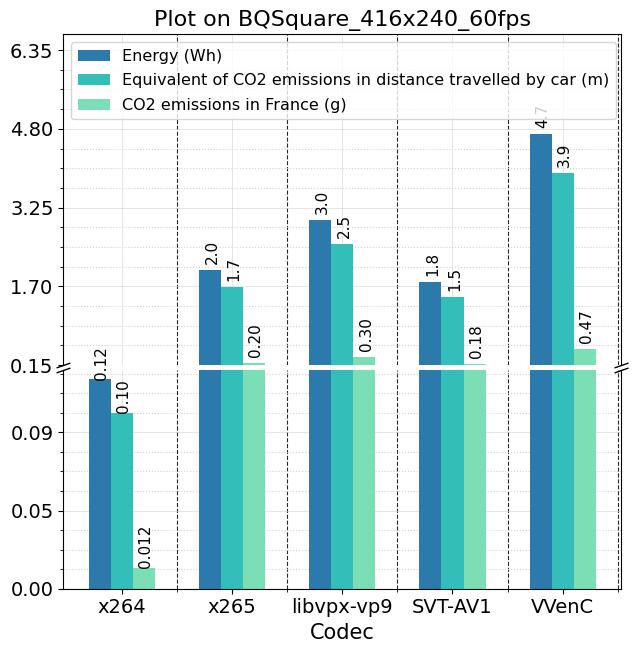 Plot on BQSquare_416x240_60fps
Energy (Wh)
Equivalent of CO2 emissions in distance travelled by car (m)
CO2 emissions in France (g)
6.35
4.80
3.25
1.70
0.15
0.09
0.05
0.00
0.12
0.10
0.012
2.0
1.7
0.20
3.0
2.5
0.30
1.8
1.5
0.18
4.7
3.9
0.47
x264
x265
libvpx-vp9
SVT-AV1
VVenC
Codec